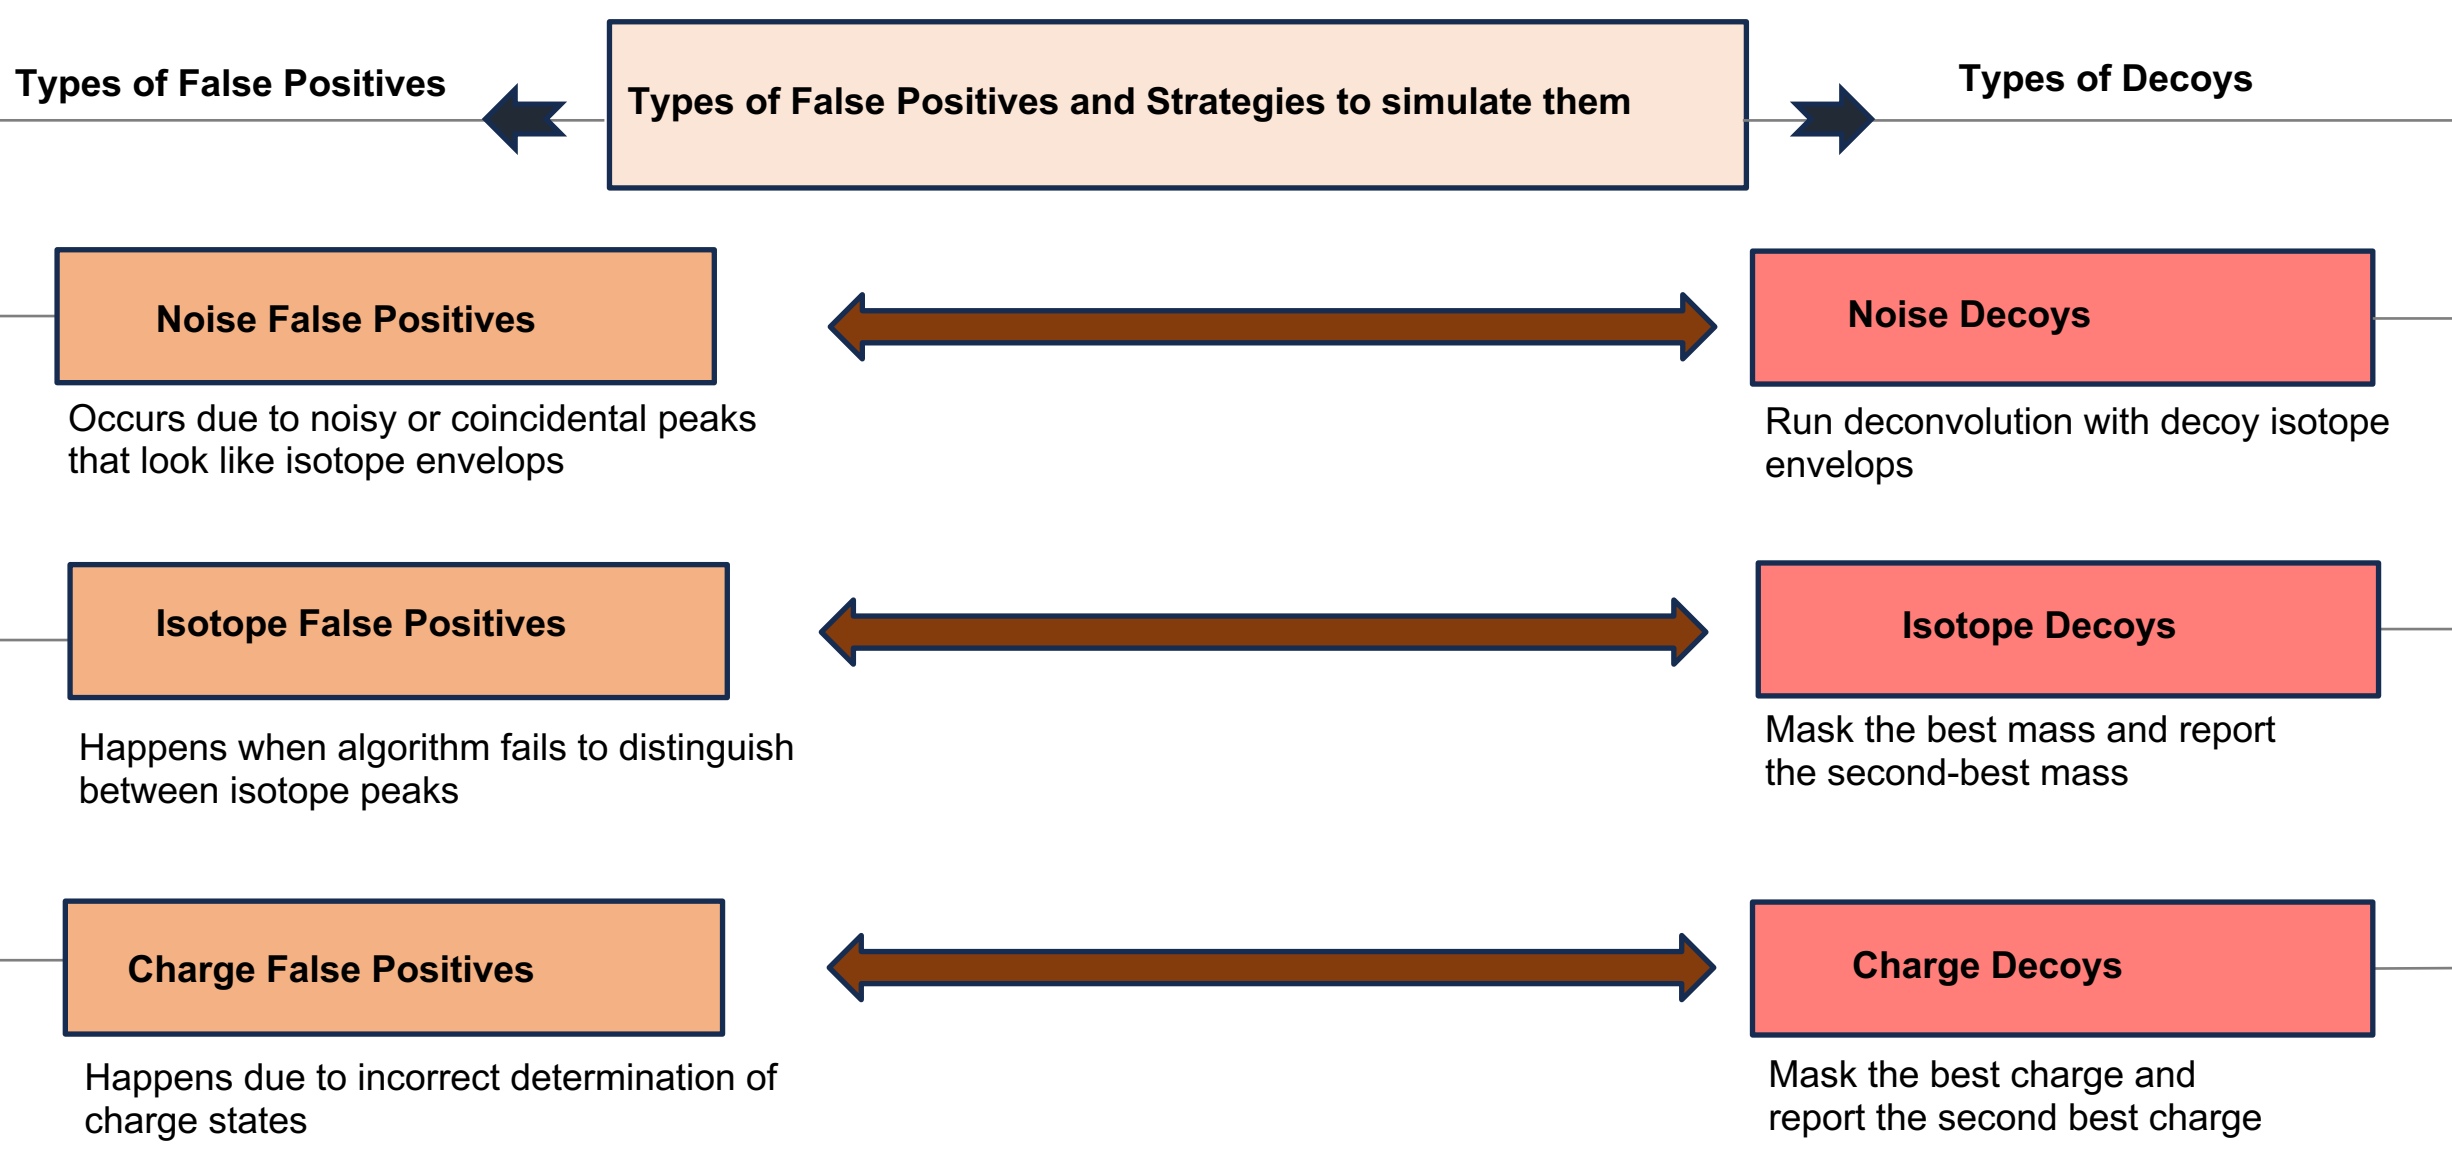 Types of False Positives
Types of False Positives and Strategies to simulate them
Types of Decoys
Noise False Positives
Noise Decoys
Occurs due to noisy or coincidental peaks
that look like isotope envelops
Run deconvolution with decoy isotope
envelops
Isotope False Positives
Isotope Decoys
Happens when algorithm fails to distinguish
between isotope peaks
Mask the best mass and report
the second-best mass
Charge False Positives
Charge Decoys
Happens due to incorrect determination of
charge states
Mask the best charge and
report the second best charge